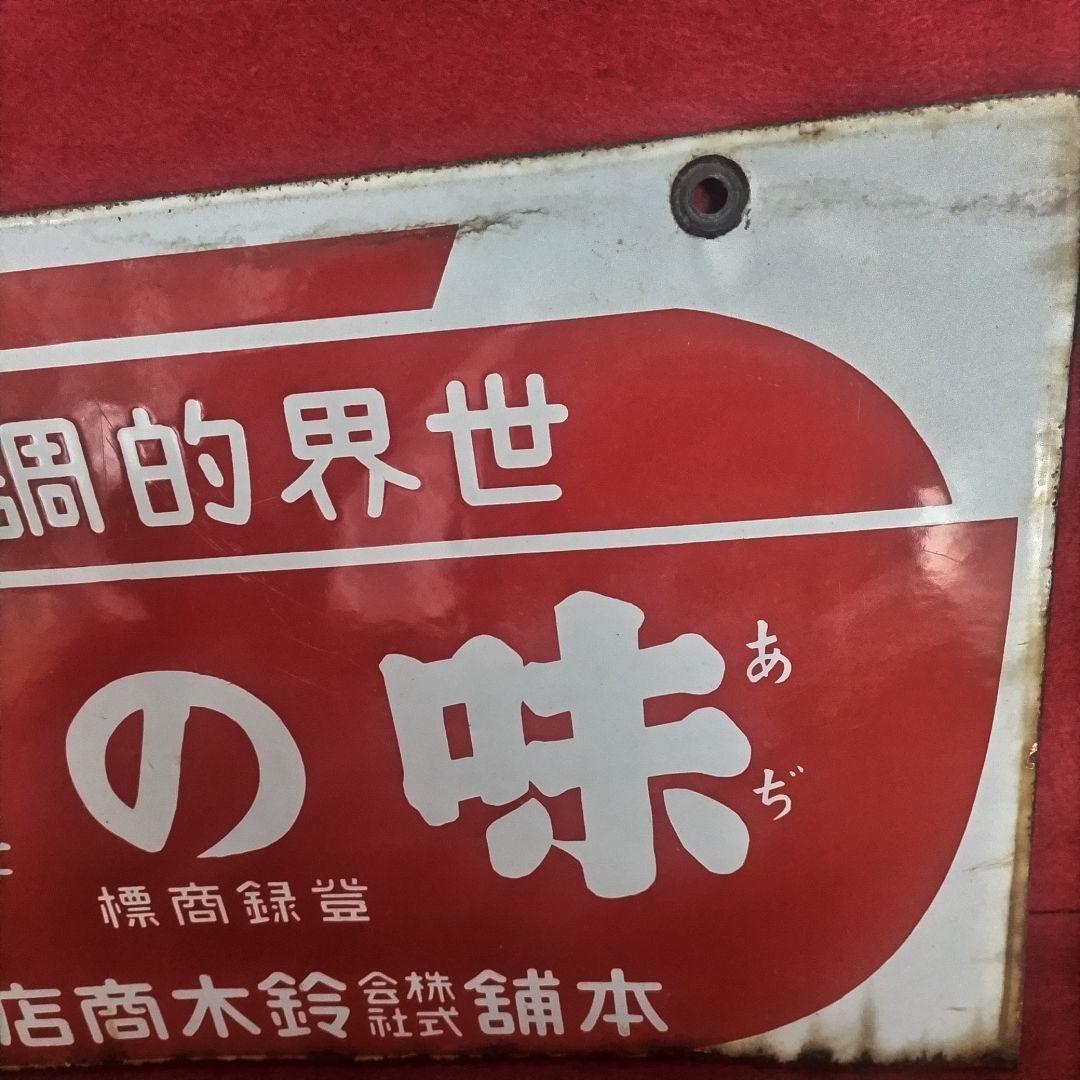 世界的調
味の
あぢ
登録商標
本舗株式会社鈴木商店